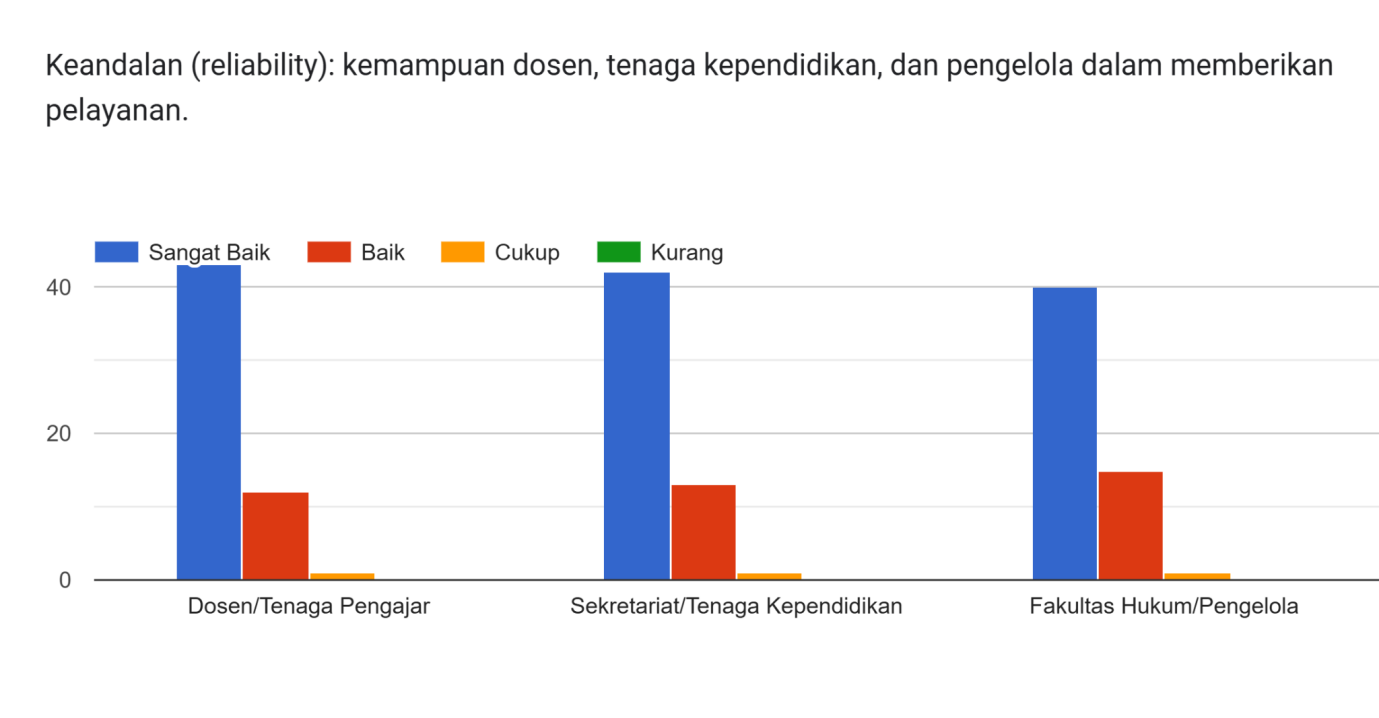 Keandalan (reliability): kemampuan dosen, tenaga kependidikan, dan pengelola dalam memberikan
pelayanan.
Sangat Baik Baik Cukup Kurang
40
20
0
Dosen/Tenaga Pengajar Sekretariat/Tenaga Kependidikan Fakultas Hukum/Pengelola